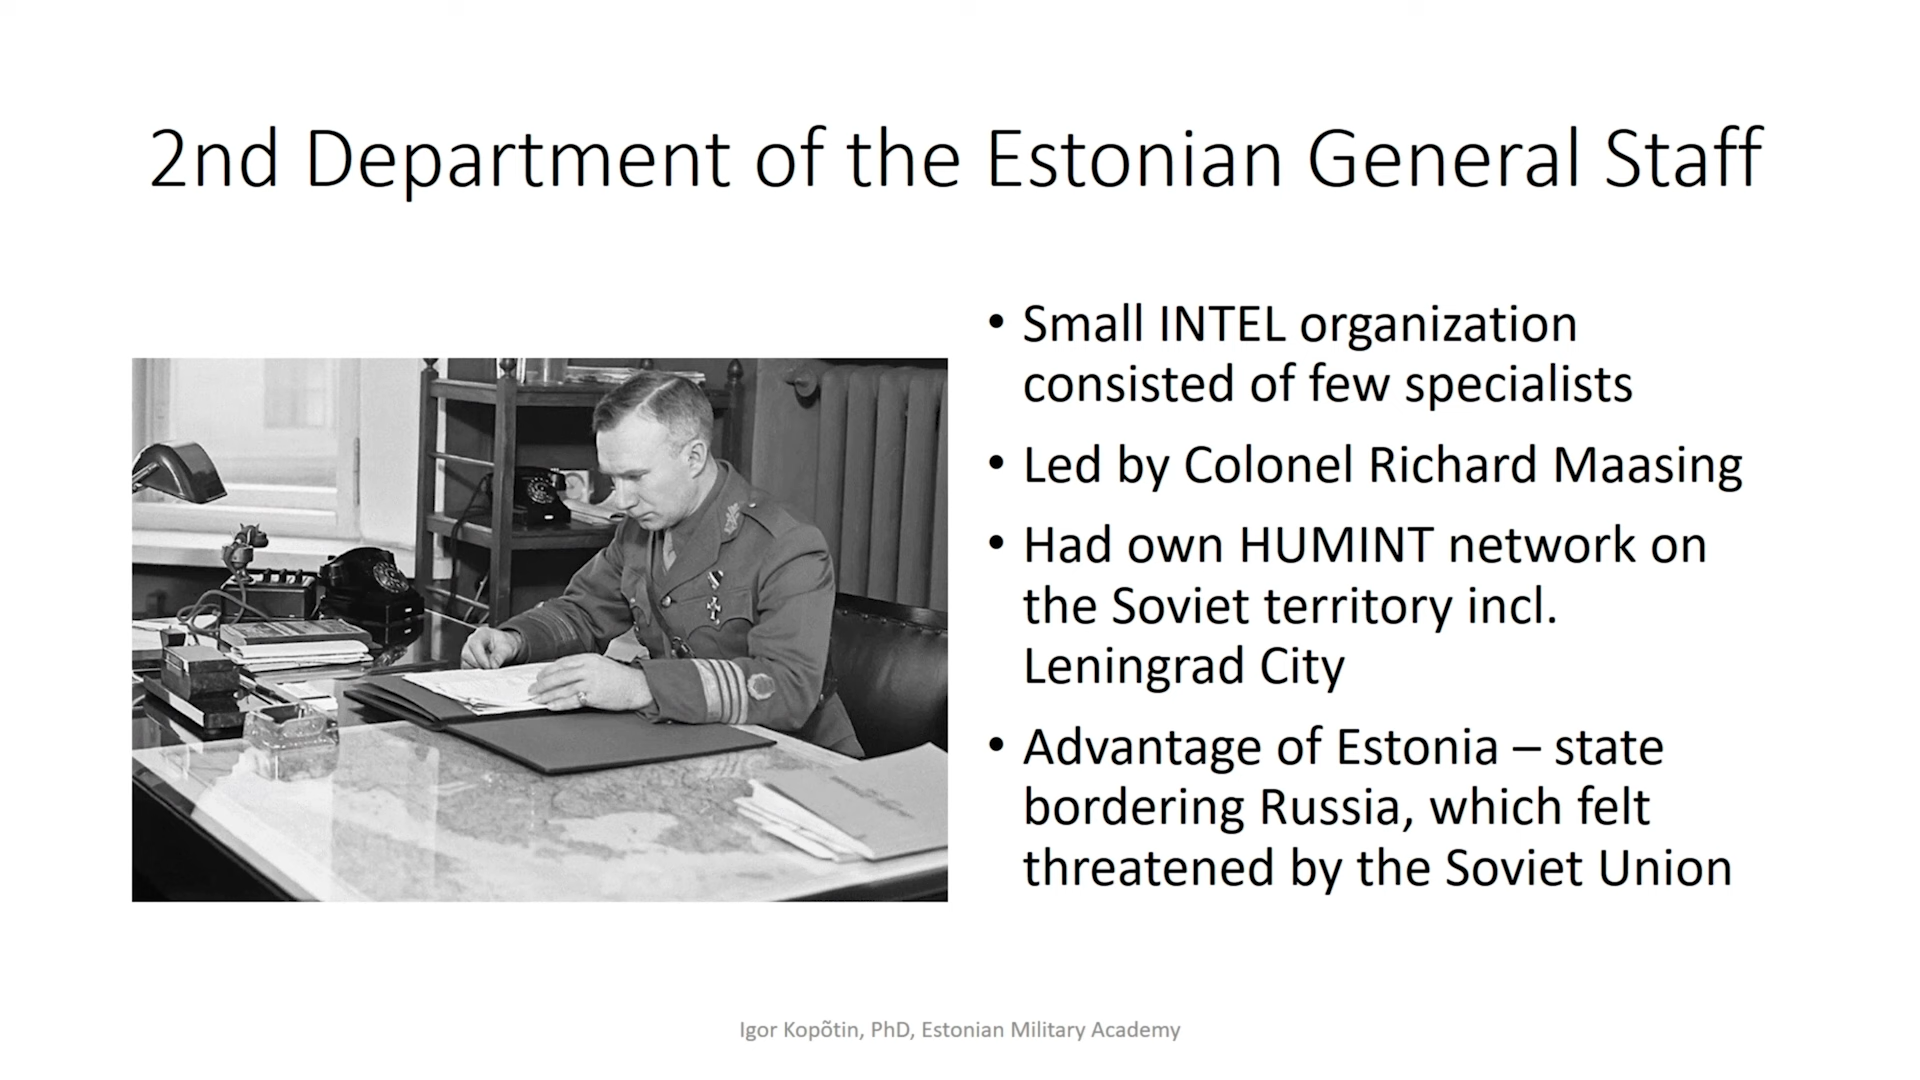 2nd Department of the Estonian General Staff
• Small INTEL organization
consisted of few specialists
• Led by Colonel Richard Maasing
• Had own HUMINT network on
the Soviet territory incl.
Leningrad City
• Advantage of Estonia – state
bordering Russia, which felt
threatened by the Soviet Union
Igor Kopõtin, PhD, Estonian Military Academy